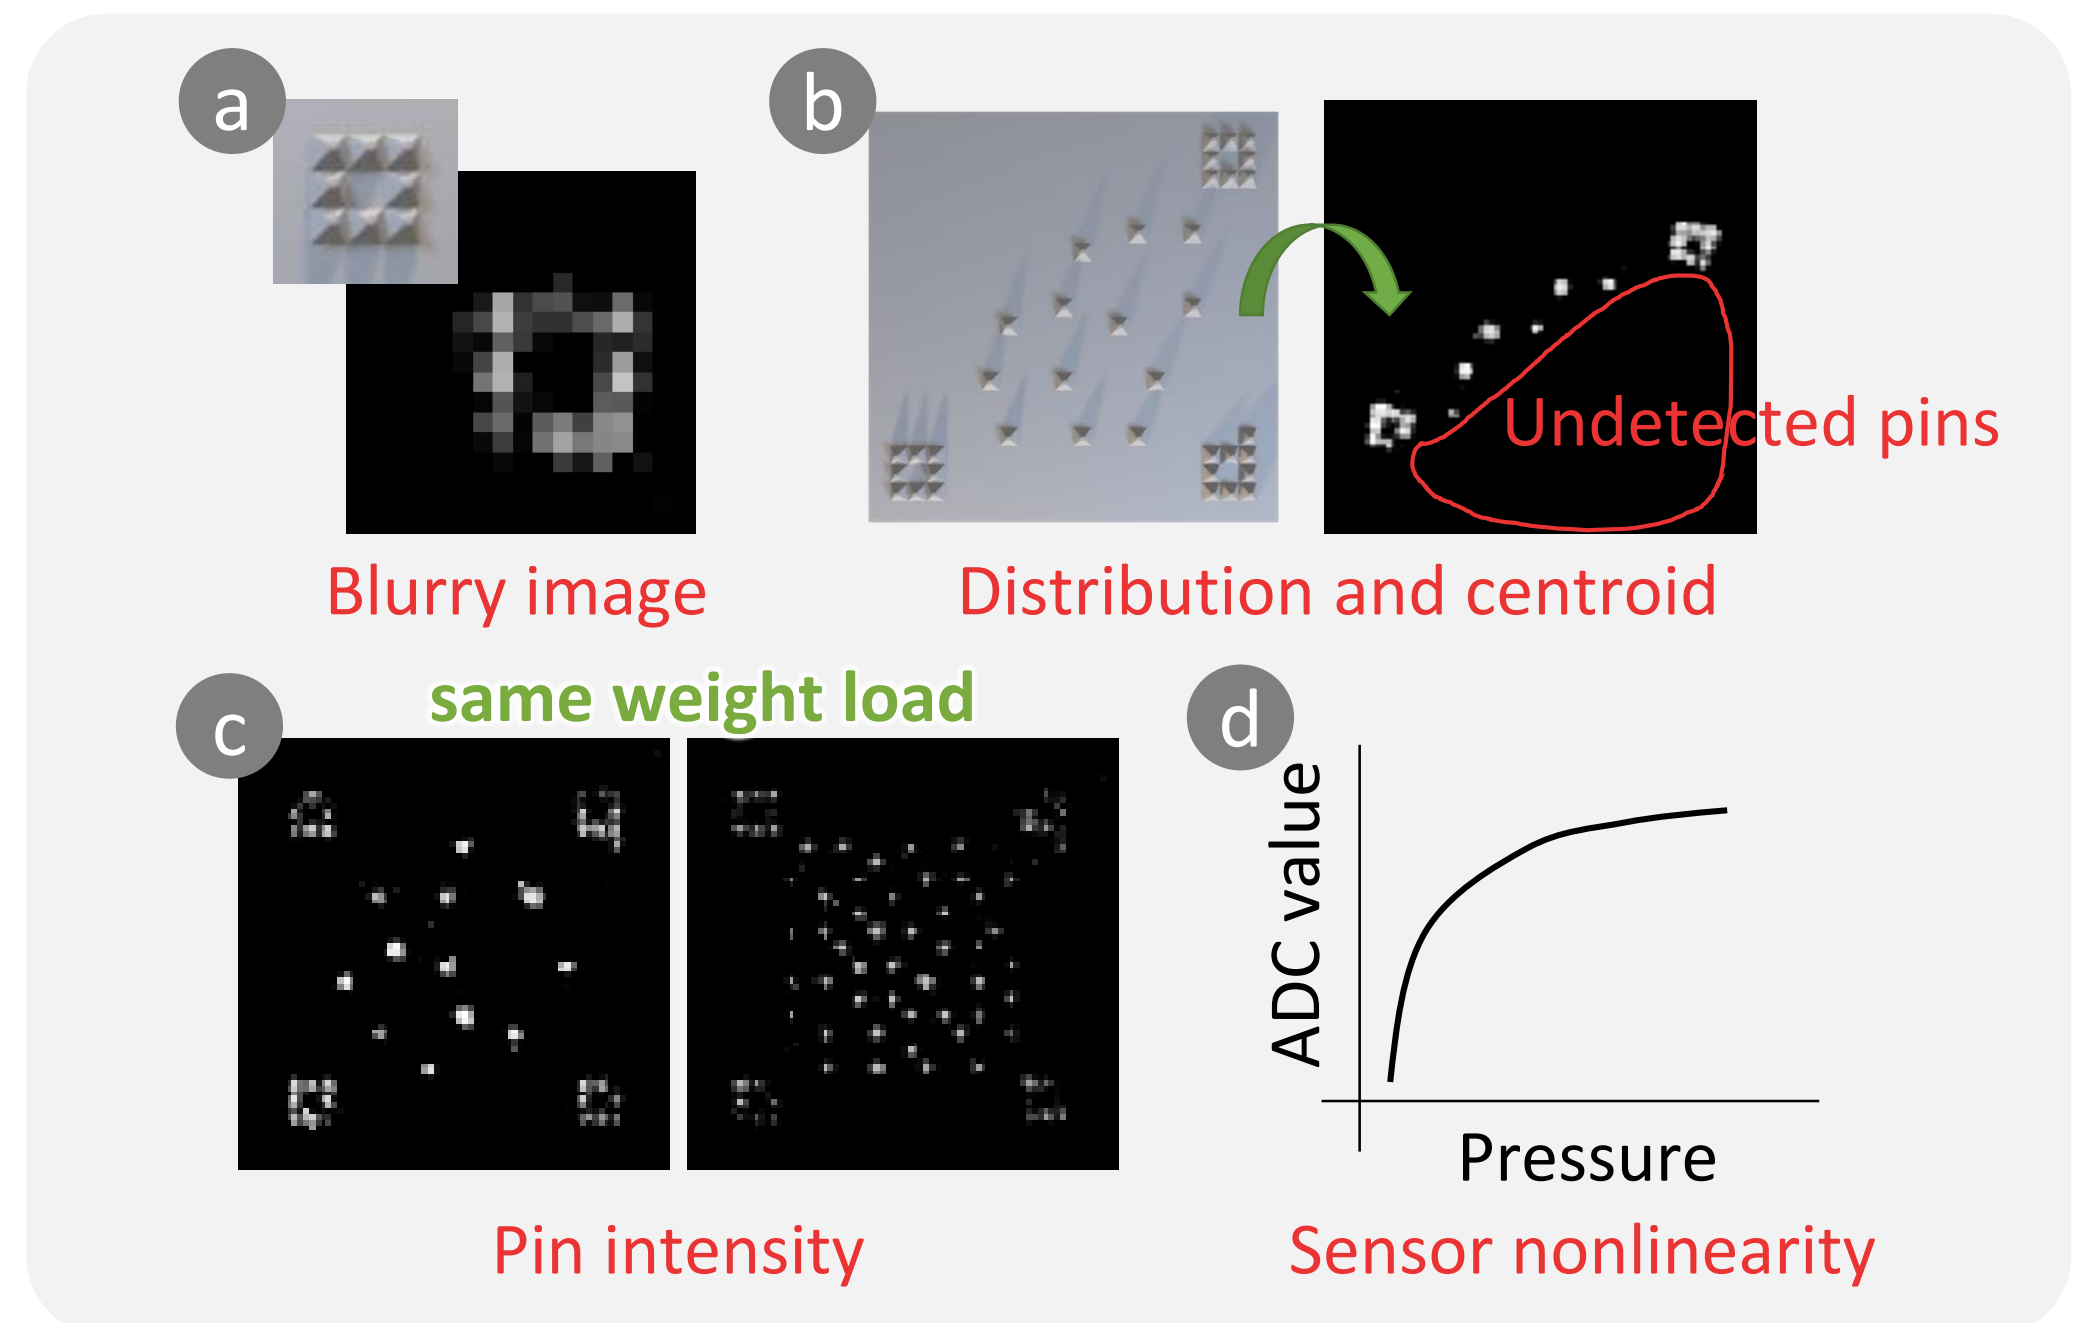 a
b
Undetected pins
Blurry image
Distribution and centroid
same weight load
c
d
ADC value
Pressure
Pin intensity
Sensor nonlinearity